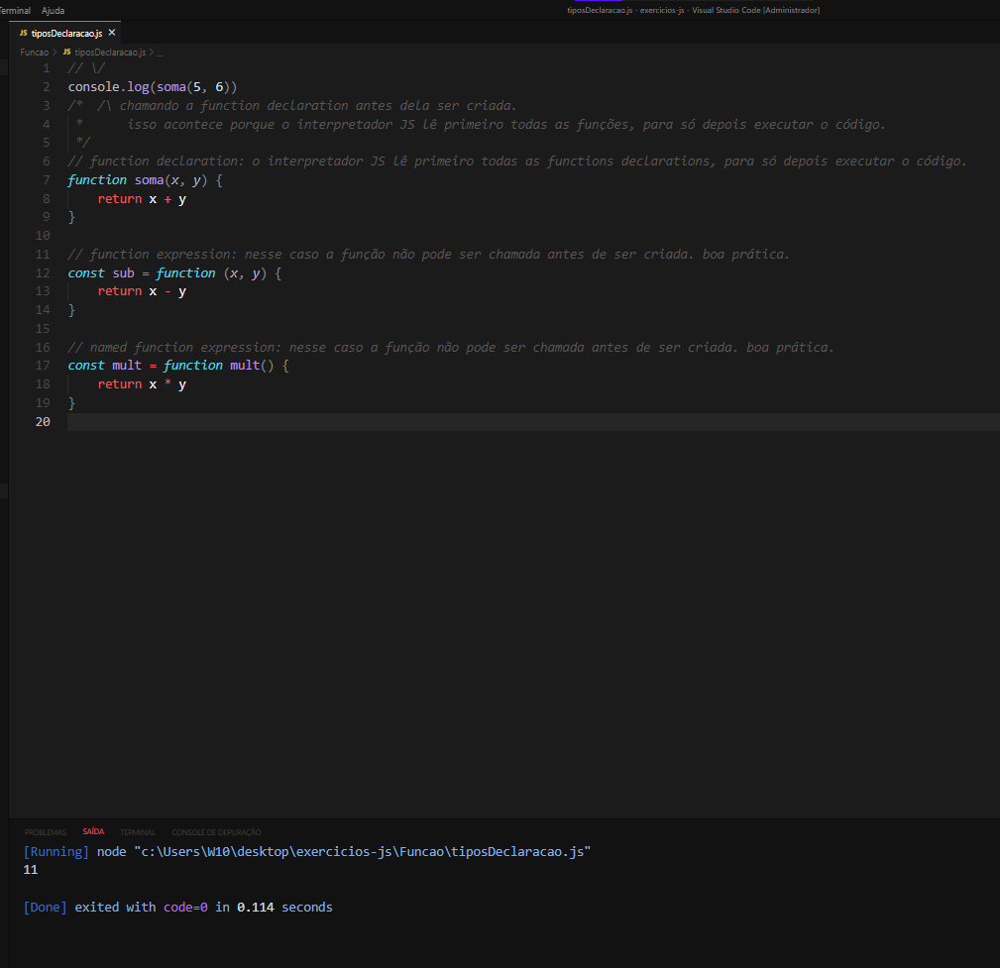 Terminal Ajuda tiposDeclaracao.js - exercicios-js - Visual Studio Code [Administrador]
JS tiposDeclaracao.js ×
Funcao > JS tiposDeclaracao.js > ...
1 // \/
2 console.log(soma(5, 6))
3 /*  /\ chamando a function declaration antes dela ser criada.
4  *      isso acontece porque o interpretador JS lê primeiro todas as funções, para só depois executar o código.
5  */
6 // function declaration: o interpretador JS lê primeiro todas as functions declarations, para só depois executar o código.
7 function soma(x, y) {
8     return x + y
9 }
10
11 // function expression: nesse caso a função não pode ser chamada antes de ser criada. boa prática.
12 const sub = function (x, y) {
13     return x - y
14 }
15
16 // named function expression: nesse caso a função não pode ser chamada antes de ser criada. boa prática.
17 const mult = function mult() {
18     return x * y
19 }
20
PROBLEMAS SAÍDA TERMINAL CONSOLE DE DEPURAÇÃO
[Running] node "c:\Users\W10\desktop\exercicios-js\Funcao\tiposDeclaracao.js"
11
[Done] exited with code=0 in 0.114 seconds